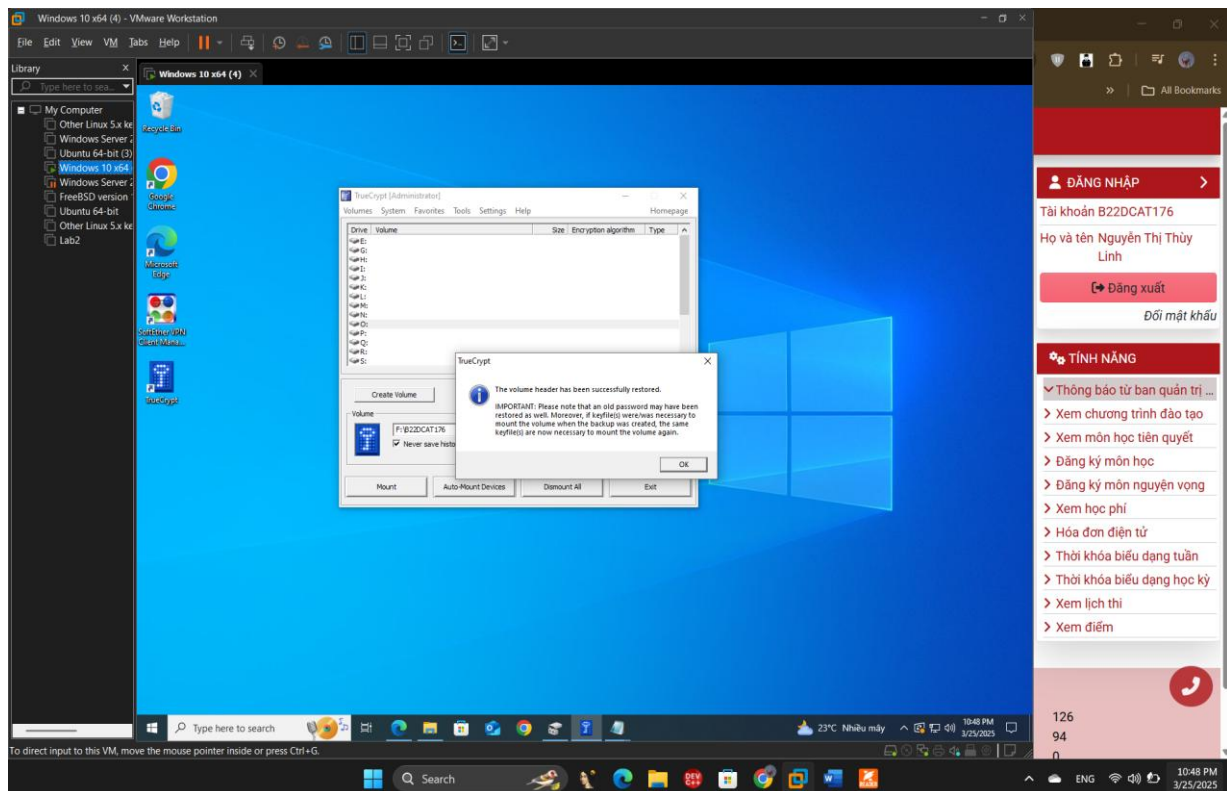 Windows 10 x64 (4) - VMware Workstation
File Edit View VM Tabs Help
Library
Type here to sea...
My Computer
Other Linux 5.x ke
Windows Server 2
Ubuntu 64-bit (3)
Windows 10 x64
Windows Server 2
FreeBSD version
Ubuntu 64-bit
Other Linux 5.x ke
Lab2
Windows 10 x64 (4)
Recycle Bin
Google
Chrome
Microsoft
Edge
SoftEther VPN
Client Mana...
TrueCrypt
TrueCrypt [Administrator]
Volumes System Favorites Tools Settings Help Homepage
Drive Volume Size Encryption algorithm Type
E:
G:
H:
I:
J:
K:
L:
M:
N:
O:
P:
Q:
R:
S:
Create Volume
Volume
F:\B22DCAT176
Never save histo
Mount Auto-Mount Devices Dismount All Exit
TrueCrypt
The volume header has been successfully restored.
IMPORTANT: Please note that an old password may have been
restored as well. Moreover, if keyfile(s) were/was necessary to
mount the volume when the backup was created, the same
keyfile(s) are now necessary to mount the volume again.
OK
Type here to search
23°C Nhiều mây
10:48 PM
3/25/2025
To direct input to this VM, move the mouse pointer inside or press Ctrl+G.
All Bookmarks
ĐĂNG NHẬP
Tài khoản B22DCAT176
Họ và tên Nguyễn Thị Thùy
Linh
Đăng xuất
Đổi mật khẩu
TÍNH NĂNG
Thông báo từ ban quản trị ...
Xem chương trình đào tạo
Xem môn học tiên quyết
Đăng ký môn học
Đăng ký môn nguyện vọng
Xem học phí
Hóa đơn điện tử
Thời khóa biểu dạng tuần
Thời khóa biểu dạng học kỳ
Xem lịch thi
Xem điểm
126
94
0
Search
DEV
C++
ENG
10:48 PM
3/25/2025